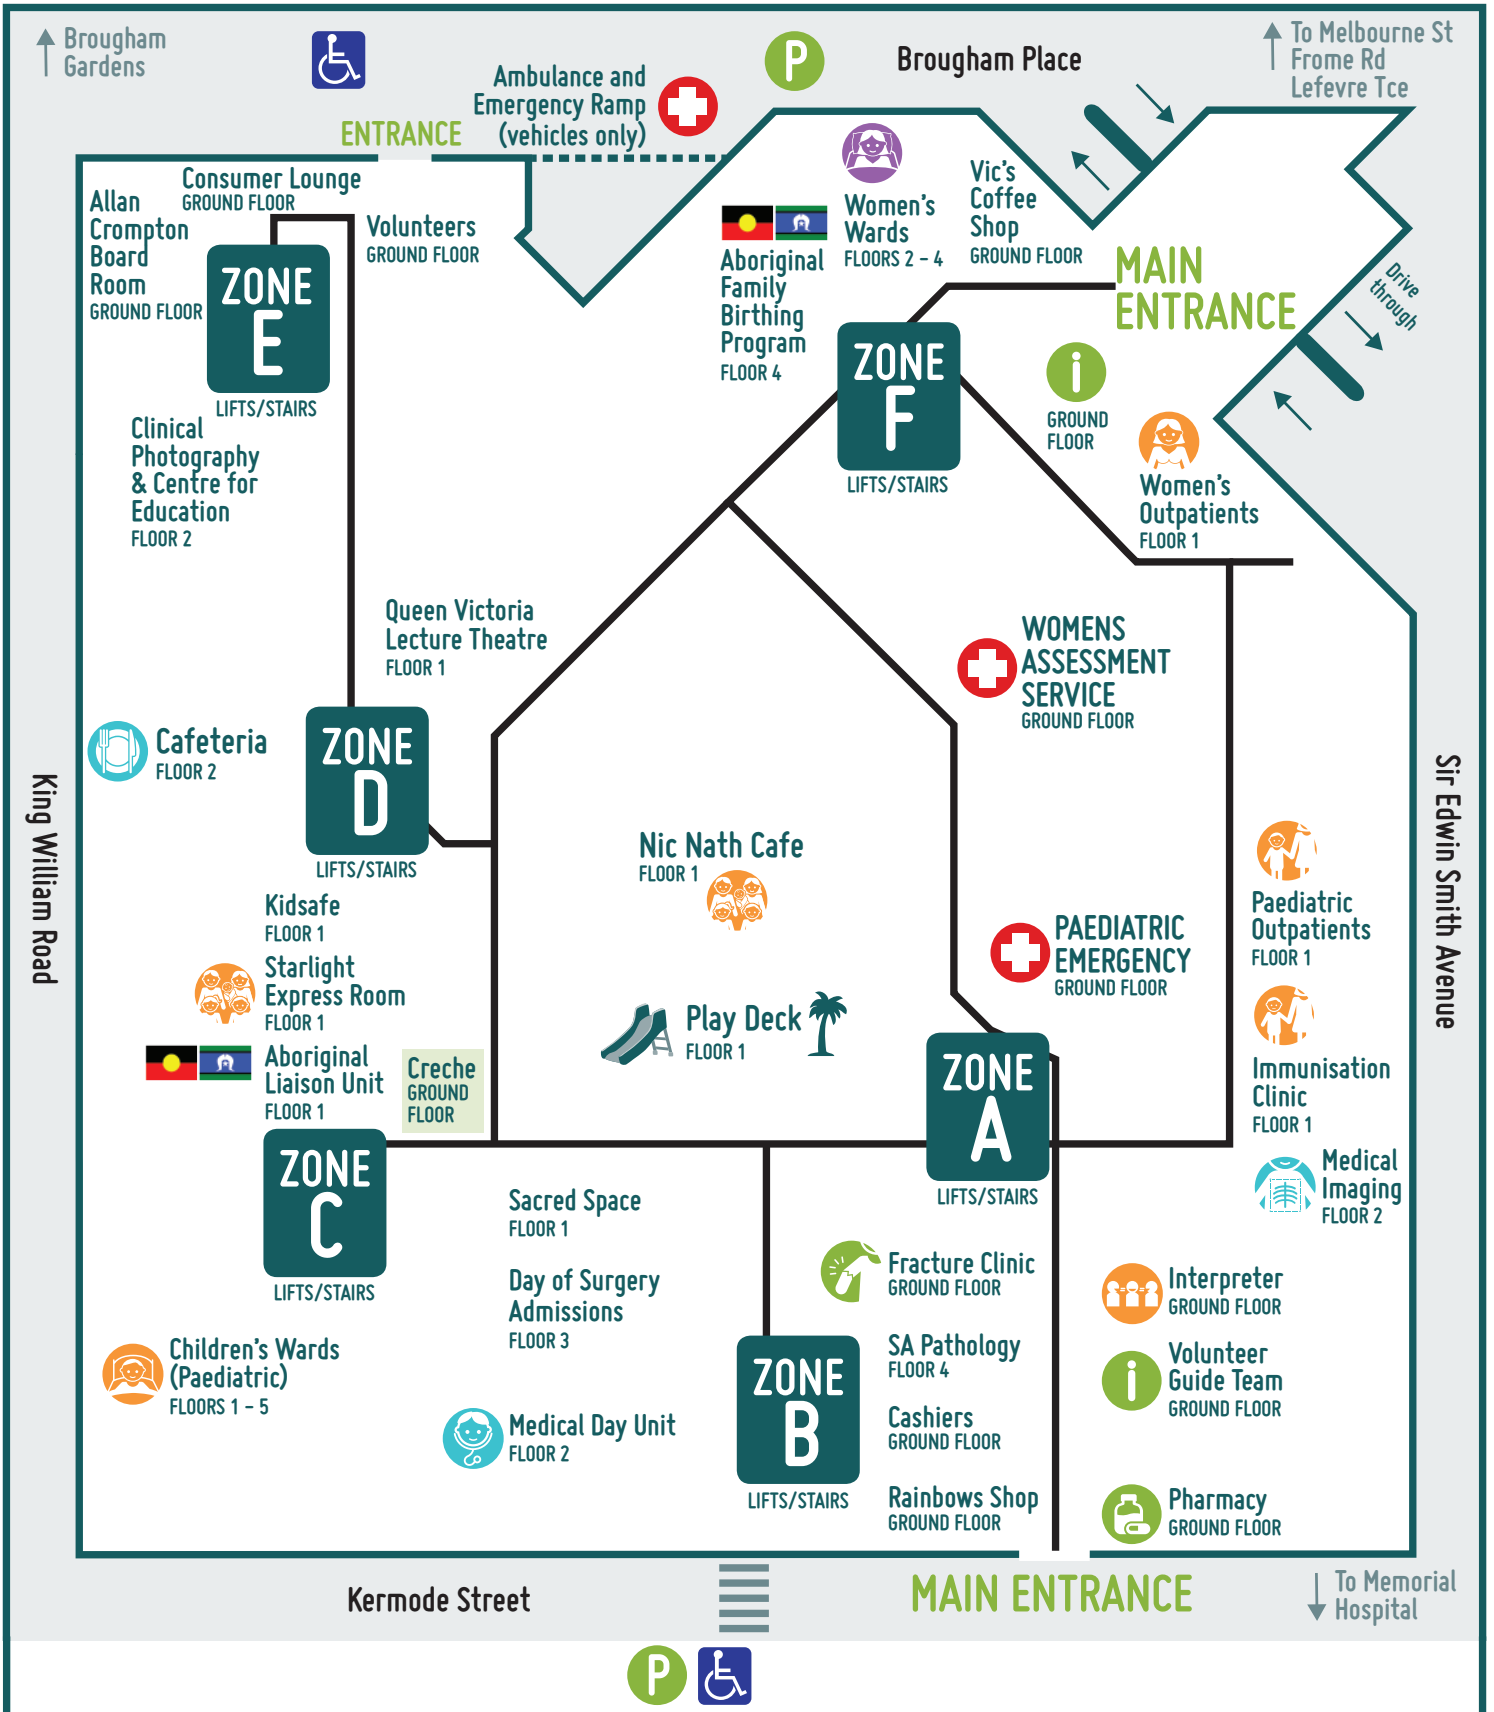 Brougham
Gardens
Ambulance and
Emergency Ramp
(vehicles only)
P
Brougham Place
To Melbourne St
Frome Rd
Lefevre Tce
ENTRANCE
Consumer Lounge
GROUND FLOOR
Allan
Crompton
Board
Room
GROUND FLOOR
Volunteers
GROUND FLOOR
ZONE
E
LIFTS/STAIRS
Clinical
Photography
& Centre for
Education
FLOOR 2
Women's
Wards
FLOORS 2 – 4
Vic's
Coffee
Shop
GROUND FLOOR
Aboriginal
Family
Birthing
Program
FLOOR 4
MAIN
ENTRANCE
Drive
through
ZONE
F
LIFTS/STAIRS
i
GROUND
FLOOR
Women's
Outpatients
FLOOR 1
Queen Victoria
Lecture Theatre
FLOOR 1
WOMENS
ASSESSMENT
SERVICE
GROUND FLOOR
Cafeteria
FLOOR 2
ZONE
D
LIFTS/STAIRS
King William Road
Sir Edwin Smith Avenue
Nic Nath Cafe
FLOOR 1
Kidsafe
FLOOR 1
Starlight
Express Room
FLOOR 1
Aboriginal
Liaison Unit
FLOOR 1
Creche
GROUND
FLOOR
Play Deck
FLOOR 1
PAEDIATRIC
EMERGENCY
GROUND FLOOR
Paediatric
Outpatients
FLOOR 1
Immunisation
Clinic
FLOOR 1
Medical
Imaging
FLOOR 2
ZONE
A
LIFTS/STAIRS
ZONE
C
LIFTS/STAIRS
Sacred Space
FLOOR 1
Day of Surgery
Admissions
FLOOR 3
Children's Wards
(Paediatric)
FLOORS 1 – 5
Medical Day Unit
FLOOR 2
ZONE
B
LIFTS/STAIRS
Fracture Clinic
GROUND FLOOR
SA Pathology
FLOOR 4
Cashiers
GROUND FLOOR
Rainbows Shop
GROUND FLOOR
Interpreter
GROUND FLOOR
i
Volunteer
Guide Team
GROUND FLOOR
Pharmacy
GROUND FLOOR
Kermode Street
MAIN ENTRANCE
To Memorial
Hospital
P